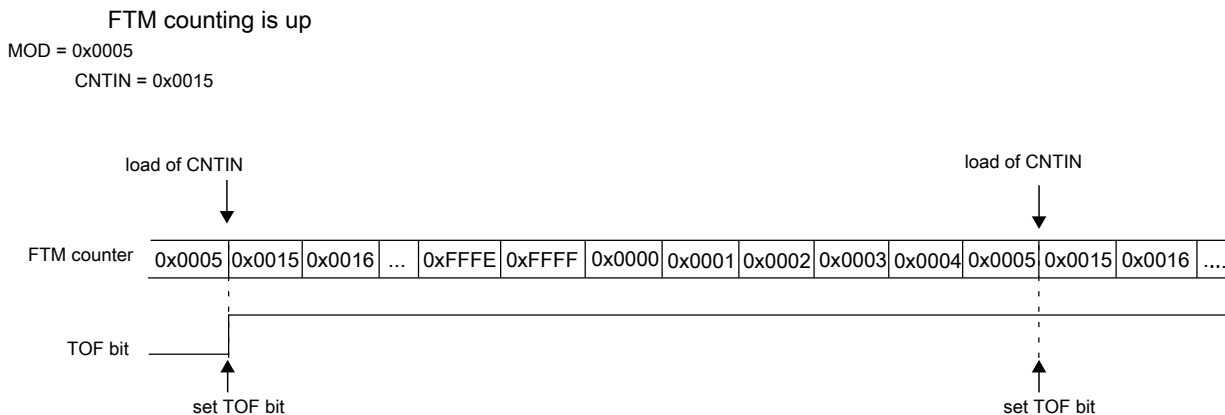 FTM counting is up
MOD = 0x0005
CNTIN = 0x0015
load of CNTIN load of CNTIN
FTM counter 0x0005 0x0015 0x0016 ... 0xFFFE 0xFFFF 0x0000 0x0001 0x0002 0x0003 0x0004 0x0005 0x0015 0x0016 ....
TOF bit
set TOF bit set TOF bit